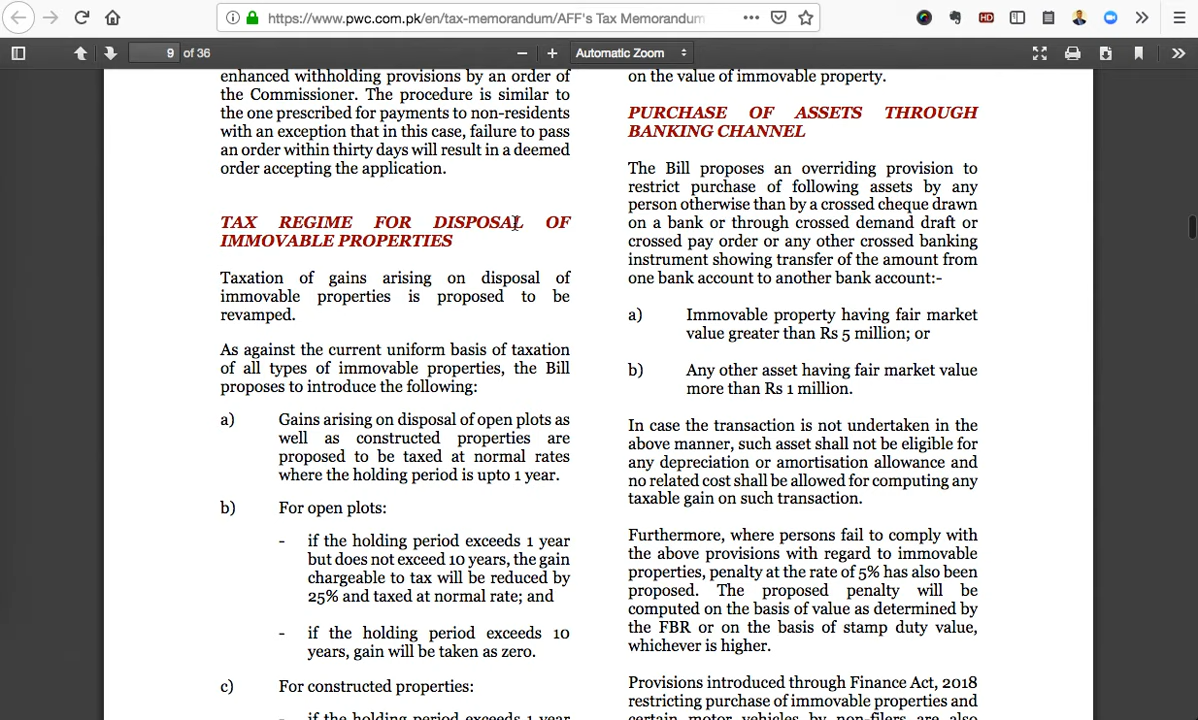 https://www.pwc.com.pk/en/tax-memorandum/AFF's Tax Memorandum
HD
9 of 36
Automatic Zoom
enhanced withholding provisions by an order of
the Commissioner. The procedure is similar to
the one prescribed for payments to non-residents
with an exception that in this case, failure to pass
an order within thirty days will result in a deemed
order accepting the application.
TAX REGIME FOR DISPOSAL OF
IMMOVABLE PROPERTIES
Taxation of gains arising on disposal of
immovable properties is proposed to be
revamped.
As against the current uniform basis of taxation
of all types of immovable properties, the Bill
proposes to introduce the following:
a) Gains arising on disposal of open plots as
well as constructed properties are
proposed to be taxed at normal rates
where the holding period is upto 1 year.
b) For open plots:
- if the holding period exceeds 1 year
but does not exceed 10 years, the gain
chargeable to tax will be reduced by
25% and taxed at normal rate; and
- if the holding period exceeds 10
years, gain will be taken as zero.
c) For constructed properties:
- if the holding period exceeds 1 year
on the value of immovable property.
PURCHASE OF ASSETS THROUGH
BANKING CHANNEL
The Bill proposes an overriding provision to
restrict purchase of following assets by any
person otherwise than by a crossed cheque drawn
on a bank or through crossed demand draft or
crossed pay order or any other crossed banking
instrument showing transfer of the amount from
one bank account to another bank account:-
a) Immovable property having fair market
value greater than Rs 5 million; or
b) Any other asset having fair market value
more than Rs 1 million.
In case the transaction is not undertaken in the
above manner, such asset shall not be eligible for
any depreciation or amortisation allowance and
no related cost shall be allowed for computing any
taxable gain on such transaction.
Furthermore, where persons fail to comply with
the above provisions with regard to immovable
properties, penalty at the rate of 5% has also been
proposed. The proposed penalty will be
computed on the basis of value as determined by
the FBR or on the basis of stamp duty value,
whichever is higher.
Provisions introduced through Finance Act, 2018
restricting purchase of immovable properties and
certain motor vehicles by non-filers are also